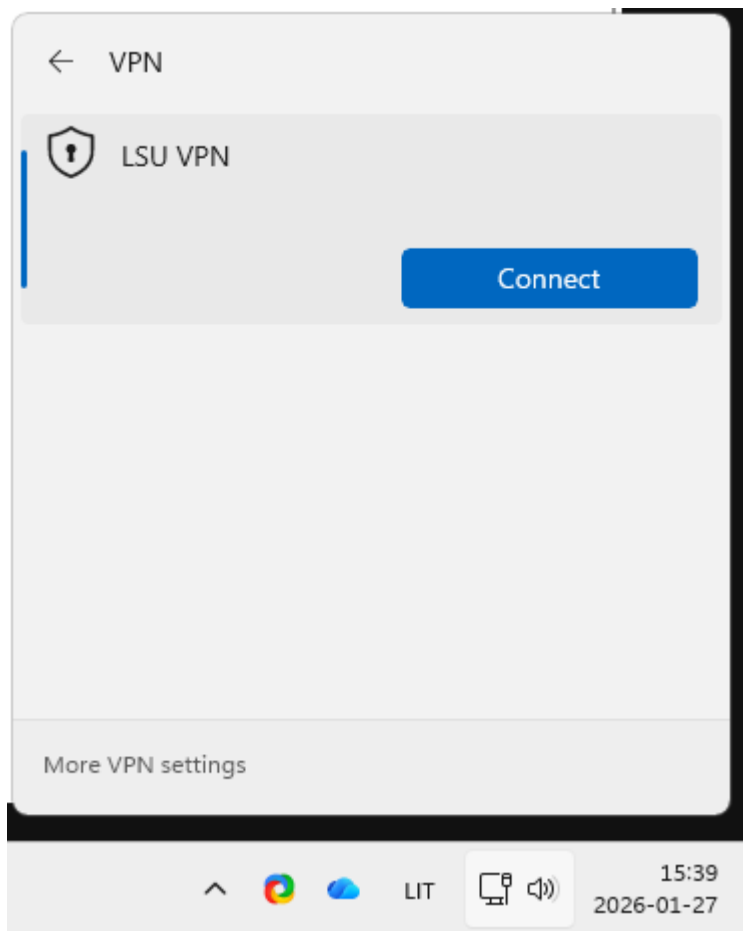 VPN
LSU VPN
Connect
More VPN settings
LIT
15:39
2026-01-27